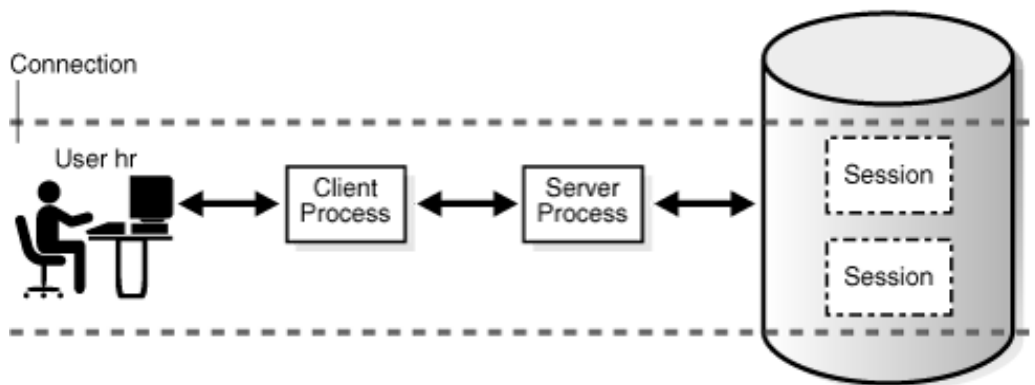 Connection
User hr
Client
Process
Server
Process
Session
Session